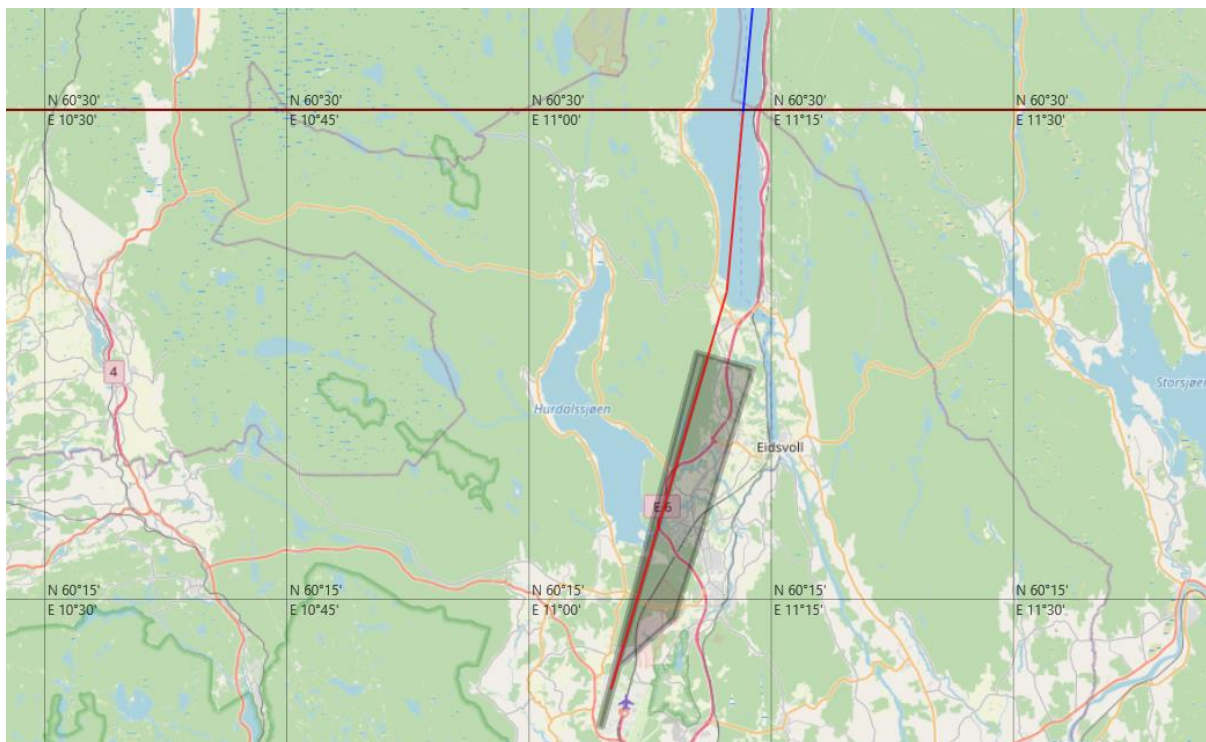 N 60°30' N 60°30' N 60°30' N 60°30' N 60°30'
E 10°30' E 10°45' E 11°00' E 11°15' E 11°30'
4
Storsjøen
Hurdalssjøen
Eidsvoll
E 6
N 60°15' N 60°15' N 60°15' N 60°15' N 60°15'
E 10°30' E 10°45' E 11°00' E 11°15' E 11°30'